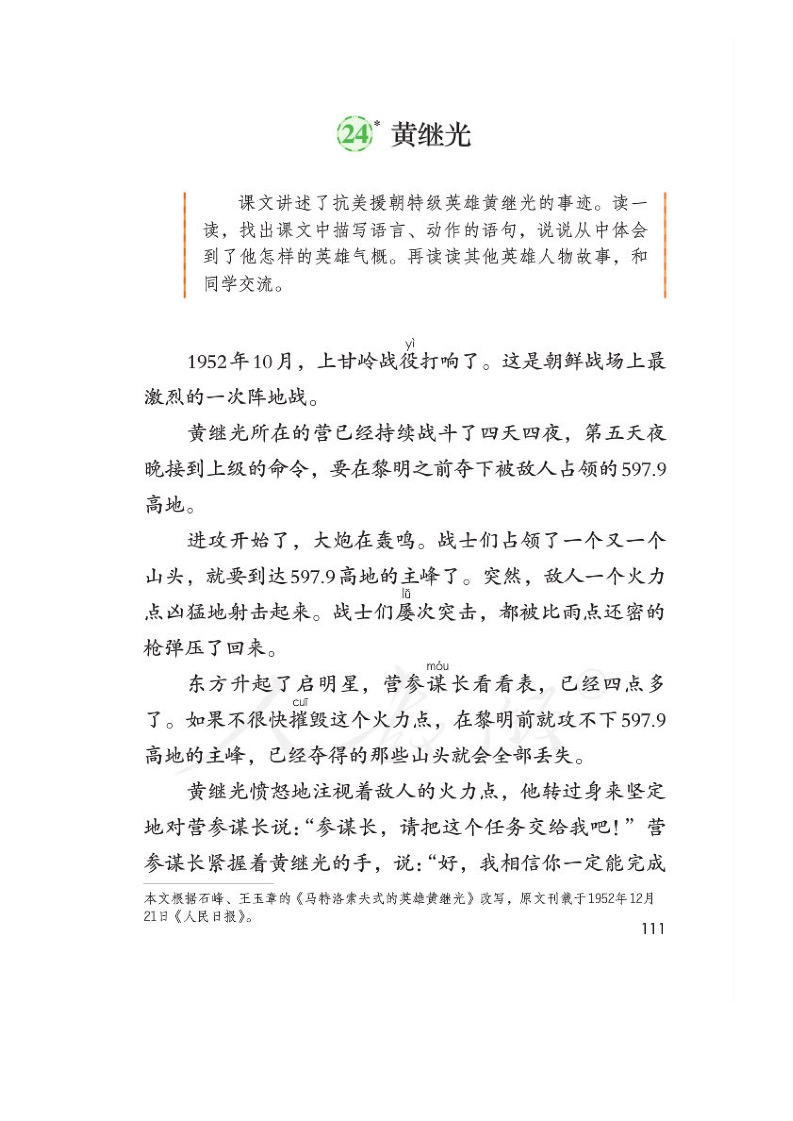 24* 黄继光
课文讲述了抗美援朝特级英雄黄继光的事迹。读一
读，找出课文中描写语言、动作的语句，说说从中体会
到了他怎样的英雄气概。再读读其他英雄人物故事，和
同学交流。
yì
1952年10月，上甘岭战役打响了。这是朝鲜战场上最
激烈的一次阵地战。
黄继光所在的营已经持续战斗了四天四夜，第五天夜
晚接到上级的命令，要在黎明之前夺下被敌人占领的597.9
高地。
进攻开始了，大炮在轰鸣。战士们占领了一个又一个
山头，就要到达597.9高地的主峰了。突然，敌人一个火力
lǚ
点凶猛地射击起来。战士们屡次突击，都被比雨点还密的
枪弹压了回来。
móu
东方升起了启明星，营参谋长看看表，已经四点多
cuī
了。如果不很快摧毁这个火力点，在黎明前就攻不下597.9
高地的主峰，已经夺得的那些山头就会全部丢失。
黄继光愤怒地注视着敌人的火力点，他转过身来坚定
地对营参谋长说：“参谋长，请把这个任务交给我吧！”营
参谋长紧握着黄继光的手，说：“好，我相信你一定能完成
本文根据石峰、王玉章的《马特洛索夫式的英雄黄继光》改写，原文刊载于1952年12月
21日《人民日报》。
111
人教版®